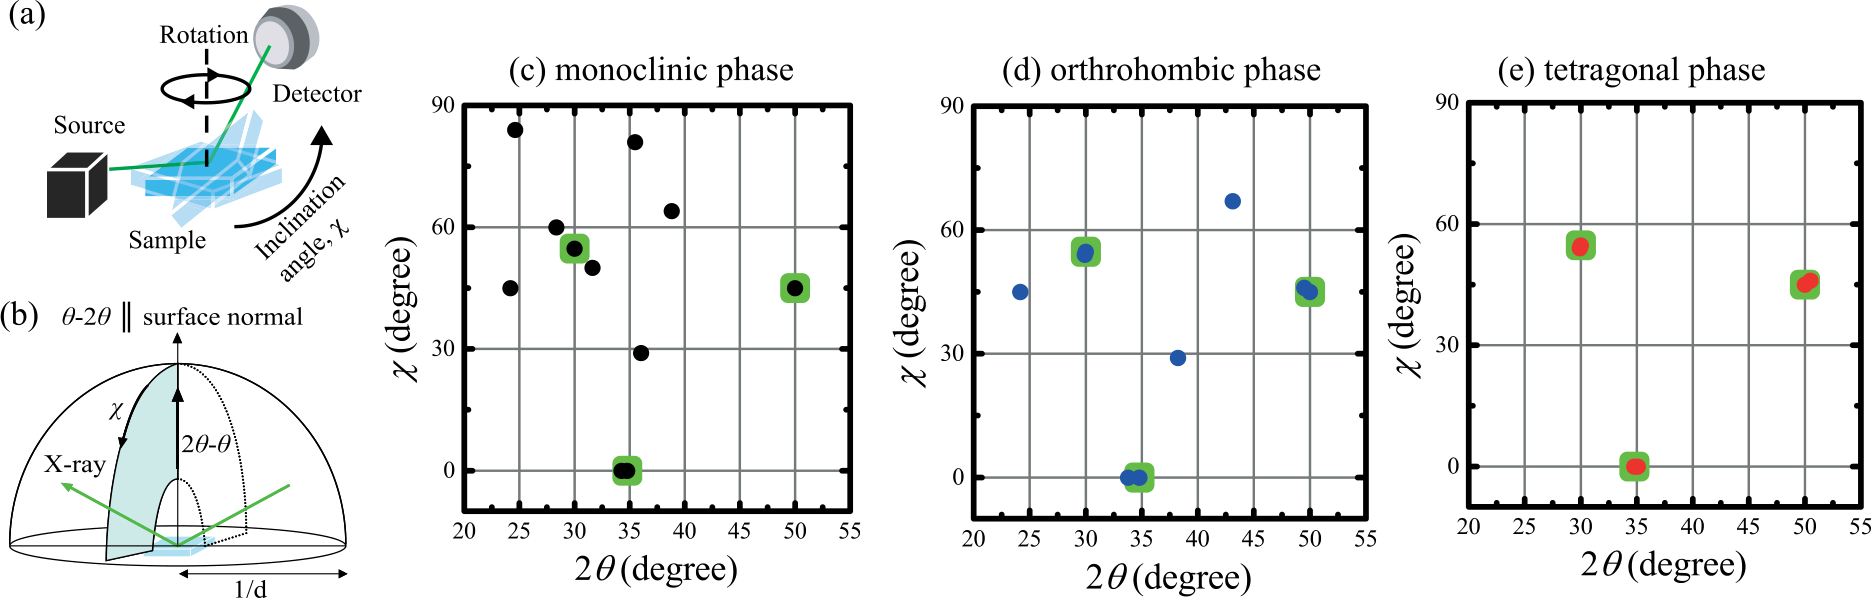 (a)
Rotation
Detector
Source
Sample
Inclination
angle, χ
(b) θ-2θ ∥ surface normal
χ
2θ-θ
X-ray
1/d
(c) monoclinic phase
90
60
30
0
χ (degree)
20 25 30 35 40 45 50 55
2θ (degree)
(d) orthrohombic phase
90
60
30
0
χ (degree)
20 25 30 35 40 45 50 55
2θ (degree)
(e) tetragonal phase
90
60
30
0
χ (degree)
20 25 30 35 40 45 50 55
2θ (degree)